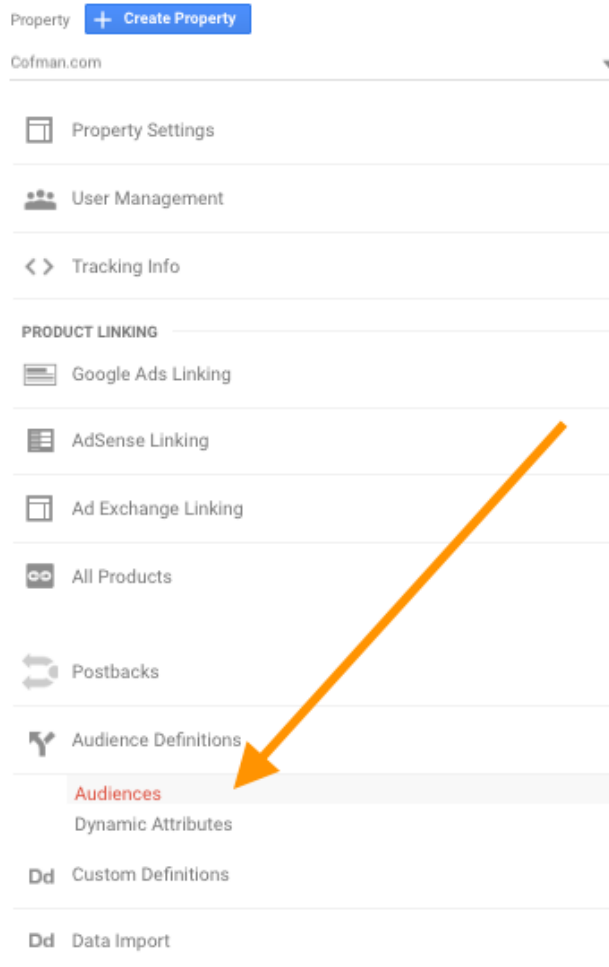 Property + Create Property
Cofman.com
Property Settings
User Management
Tracking Info
PRODUCT LINKING
Google Ads Linking
AdSense Linking
Ad Exchange Linking
All Products
Postbacks
Audience Definitions
Audiences
Dynamic Attributes
Dd Custom Definitions
Dd Data Import